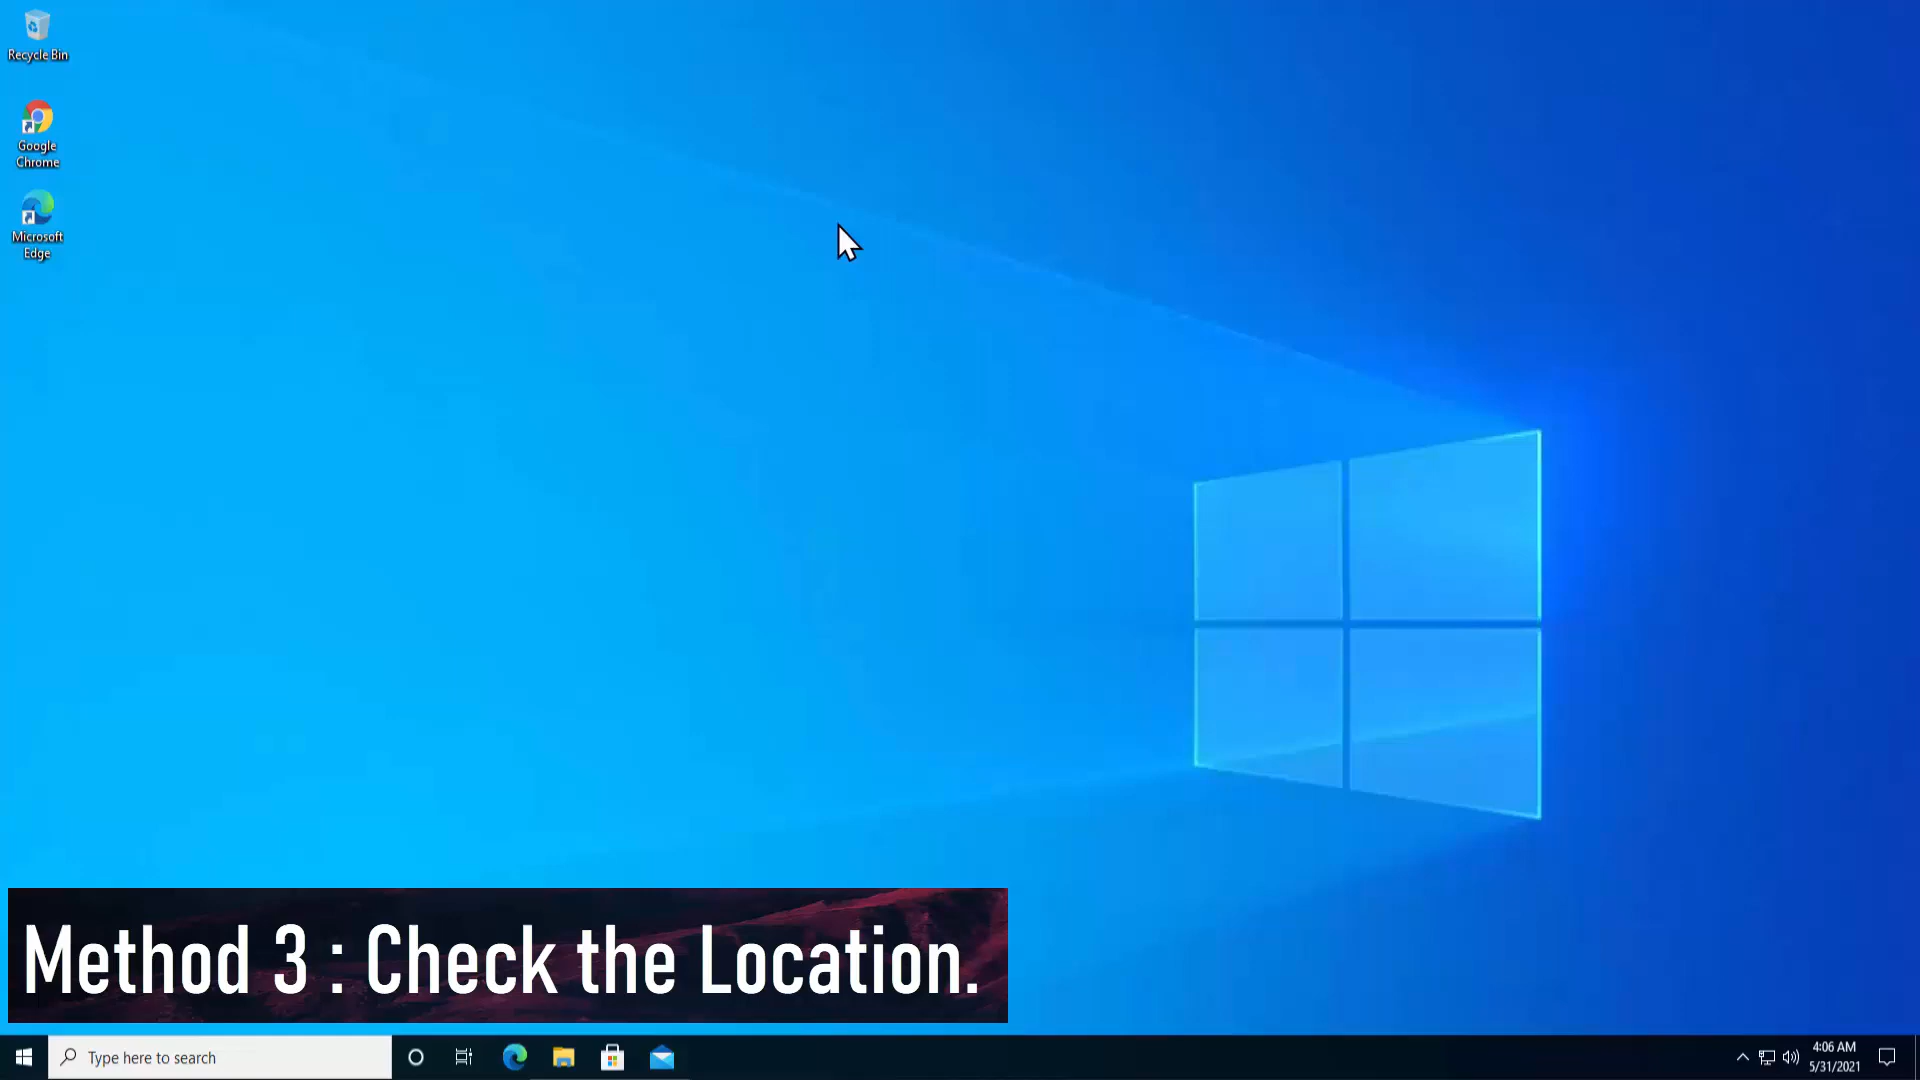 Recycle Bin
Google
Chrome
Microsoft
Edge
Method 3 : Check the Location.
Type here to search
4:06 AM
5/31/2021